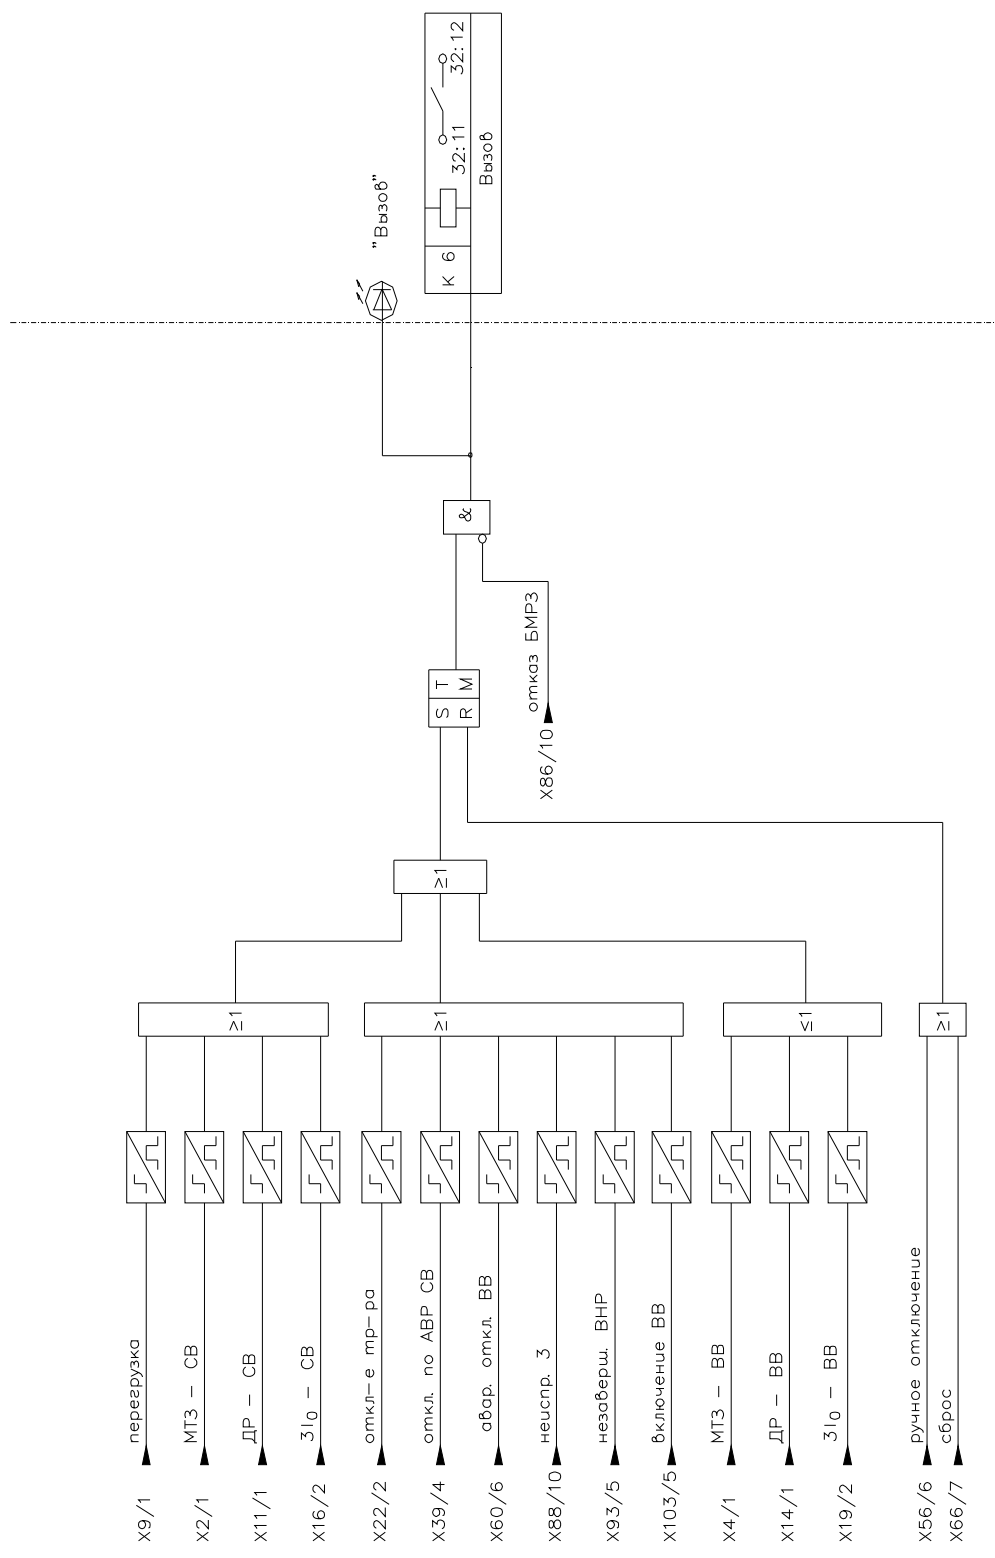 32:12
32:11
Вызов
К 6
"Вызов"
&
отказ БМРЗ
X86/10
S T
R M
≥1
≥1
≥1
≤1
≥1
перегрузка
X9/1
МТЗ – СВ
X2/1
ДР – СВ
X11/1
3I0 – СВ
X16/2
откл-е тр-ра
X22/2
откл. по АВР СВ
X39/4
авар. откл. ВВ
X60/6
неиспр. 3
X88/10
незаверш. ВНР
X93/5
включение ВВ
X103/5
МТЗ – ВВ
X4/1
ДР – ВВ
X14/1
3I0 – ВВ
X19/2
ручное отключение
X56/6
сброс
X66/7